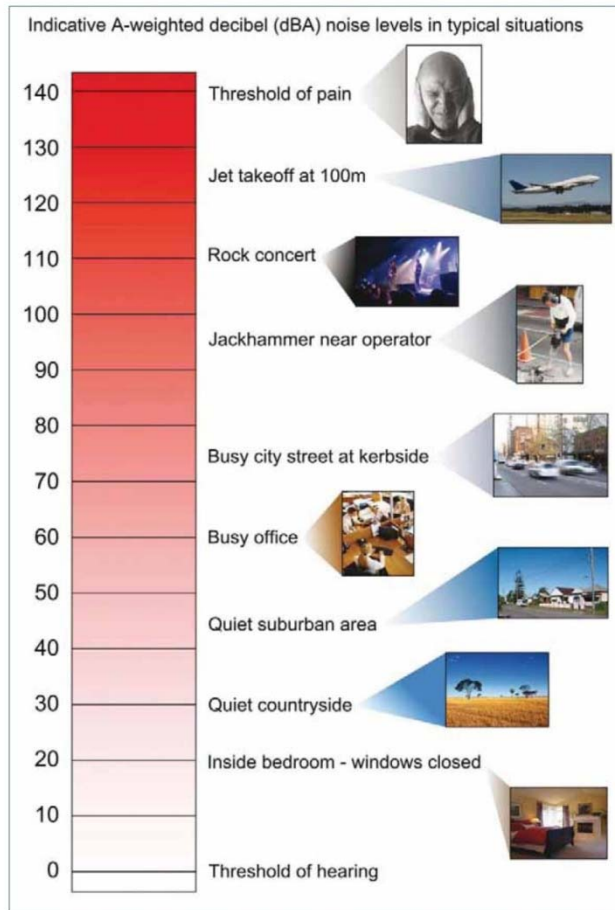 Indicative A-weighted decibel (dBA) noise levels in typical situations
140
Threshold of pain
130
Jet takeoff at 100m
120
110
Rock concert
100
Jackhammer near operator
90
80
Busy city street at kerbside
70
60
Busy office
50
Quiet suburban area
40
30
Quiet countryside
20
Inside bedroom - windows closed
10
0
Threshold of hearing